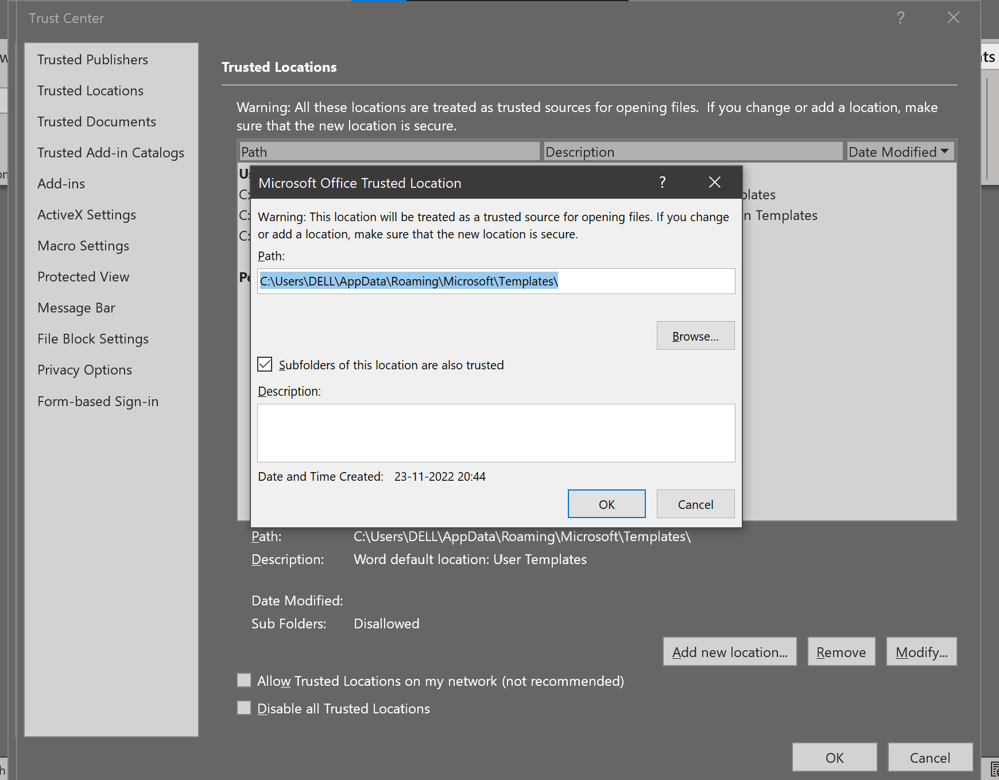 Trust Center
?
Trusted Publishers
Trusted Locations
Trusted Documents
Trusted Add-in Catalogs
Add-ins
ActiveX Settings
Macro Settings
Protected View
Message Bar
File Block Settings
Privacy Options
Form-based Sign-in
Trusted Locations
Warning: All these locations are treated as trusted sources for opening files.  If you change or add a location, make
sure that the new location is secure.
Path Description Date Modified
C: plates
C: n Templates
C:
Microsoft Office Trusted Location ?
Warning: This location will be treated as a trusted source for opening files. If you change
or add a location, make sure that the new location is secure.
Path:
C:\Users\DELL\AppData\Roaming\Microsoft\Templates\
Browse...
Subfolders of this location are also trusted
Description:
Date and Time Created: 23-11-2022 20:44
OK Cancel
Path: C:\Users\DELL\AppData\Roaming\Microsoft\Templates\
Description: Word default location: User Templates
Date Modified:
Sub Folders: Disallowed
Add new location... Remove Modify...
Allow Trusted Locations on my network (not recommended)
Disable all Trusted Locations
OK Cancel